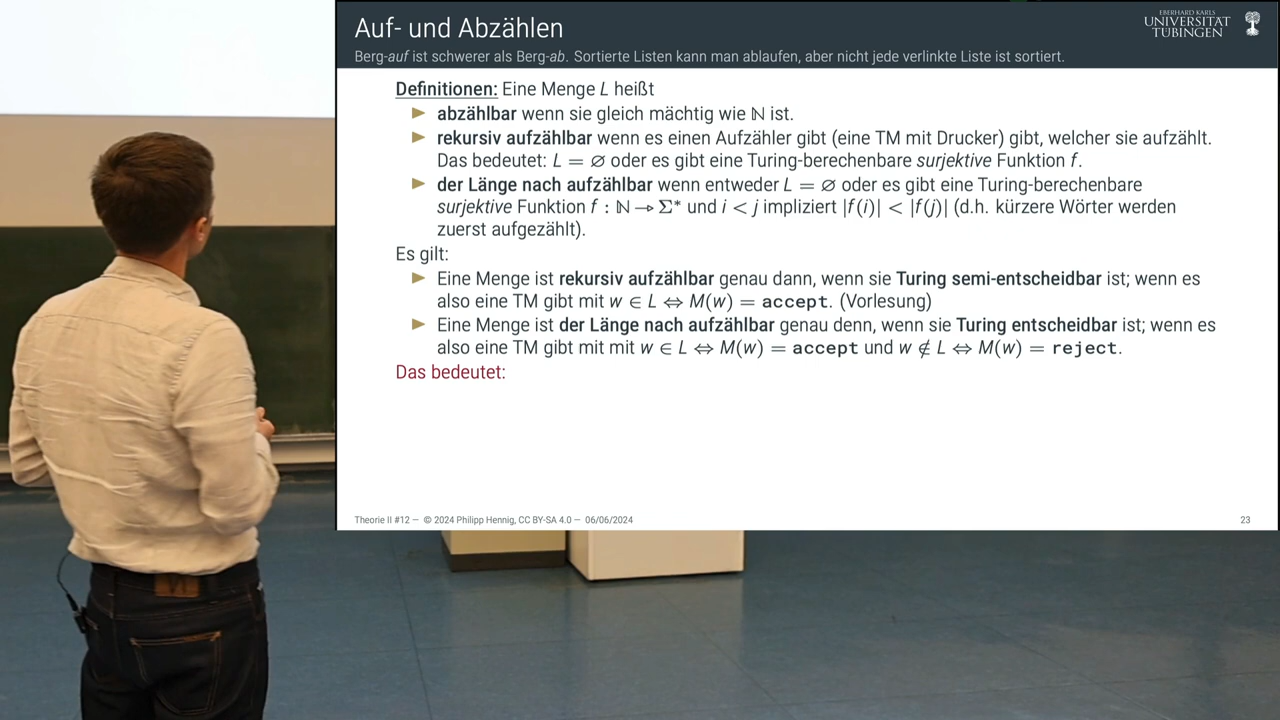 Auf- und Abzählen
Berg-auf ist schwerer als Berg-ab. Sortierte Listen kann man ablaufen, aber nicht jede verlinkte Liste ist sortiert.
EBERHARD KARLS
UNIVERSITÄT
TÜBINGEN
Definitionen: Eine Menge L heißt
▶ abzählbar wenn sie gleich mächtig wie ℕ ist.
▶ rekursiv aufzählbar wenn es einen Aufzähler gibt (eine TM mit Drucker) gibt, welcher sie aufzählt.
Das bedeutet: L = ∅ oder es gibt eine Turing-berechenbare surjektive Funktion f.
▶ der Länge nach aufzählbar wenn entweder L = ∅ oder es gibt eine Turing-berechenbare
surjektive Funktion f : ℕ → Σ* und i < j impliziert |f(i)| < |f(j)| (d.h. kürzere Wörter werden
zuerst aufgezählt).
Es gilt:
▶ Eine Menge ist rekursiv aufzählbar genau dann, wenn sie Turing semi-entscheidbar ist; wenn es
also eine TM gibt mit w ∈ L ⇔ M(w) = accept. (Vorlesung)
▶ Eine Menge ist der Länge nach aufzählbar genau denn, wenn sie Turing entscheidbar ist; wenn es
also eine TM gibt mit mit w ∈ L ⇔ M(w) = accept und w ∉ L ⇔ M(w) = reject.
Das bedeutet:
Theorie II #12 — © 2024 Philipp Hennig, CC BY-SA 4.0 — 06/06/2024
23